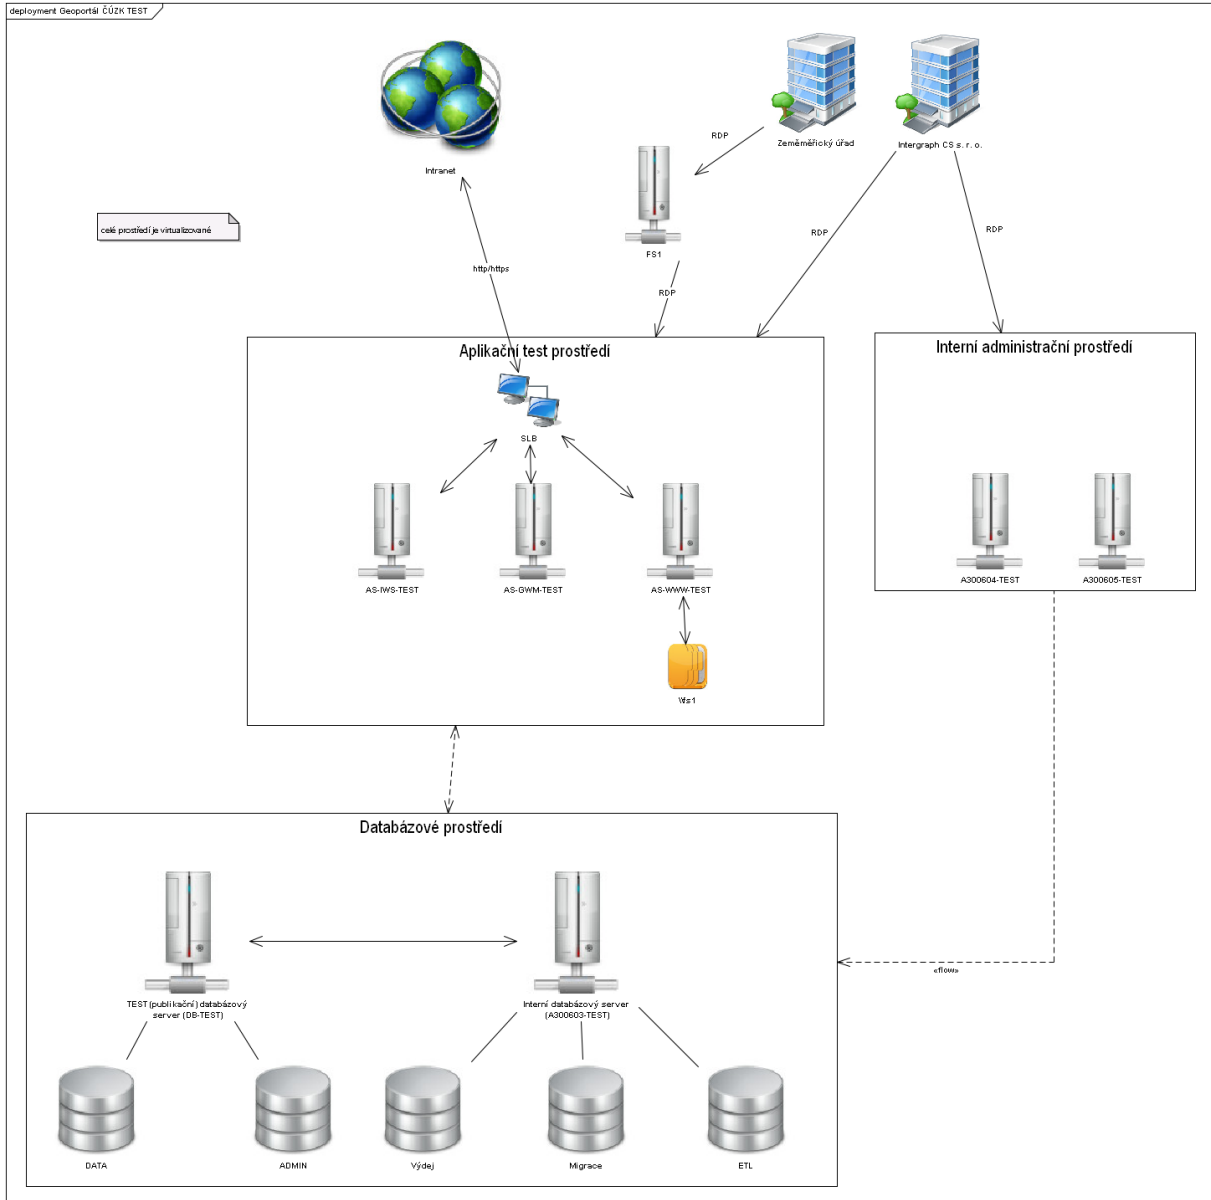 deployment Geoportál ČÚZK TEST
Intranet
Zeměměřický úřad
Intergraph CS s. r. o.
RDP
FS1
celé prostředí je virtualizované
RDP
RDP
http/https
RDP
Aplikační test prostředí
Interní administrační prostředí
SLB
AS-IWS-TEST
AS-GWM-TEST
AS-WWW-TEST
A300604-TEST
A300605-TEST
Databázové prostředí
«flow»
TEST (publikační) databázový
server (DB-TEST)
Interní databázový server
(A300603-TEST)
DATA
ADMIN
Výdej
Migrace
ETL